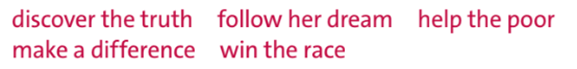 discover the truth follow her dream help the poor
make a difference win the race